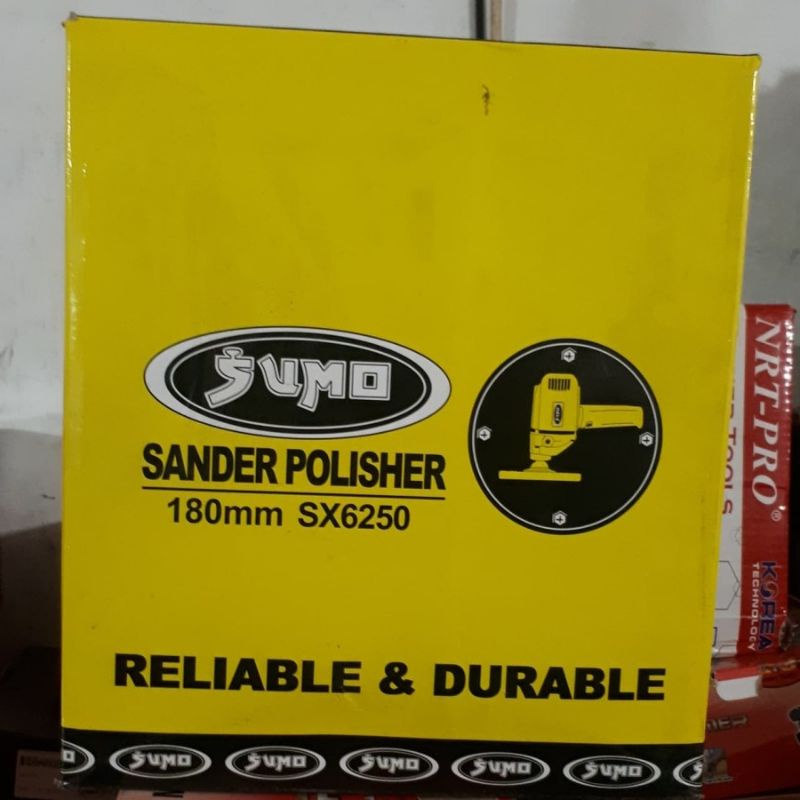 SUMO
SANDER POLISHER
180mm SX6250
RELIABLE & DURABLE
SUMO SUMO SUMO SUMO SUMO
NRT-PRO®
KOREA
TECHNOLOGY